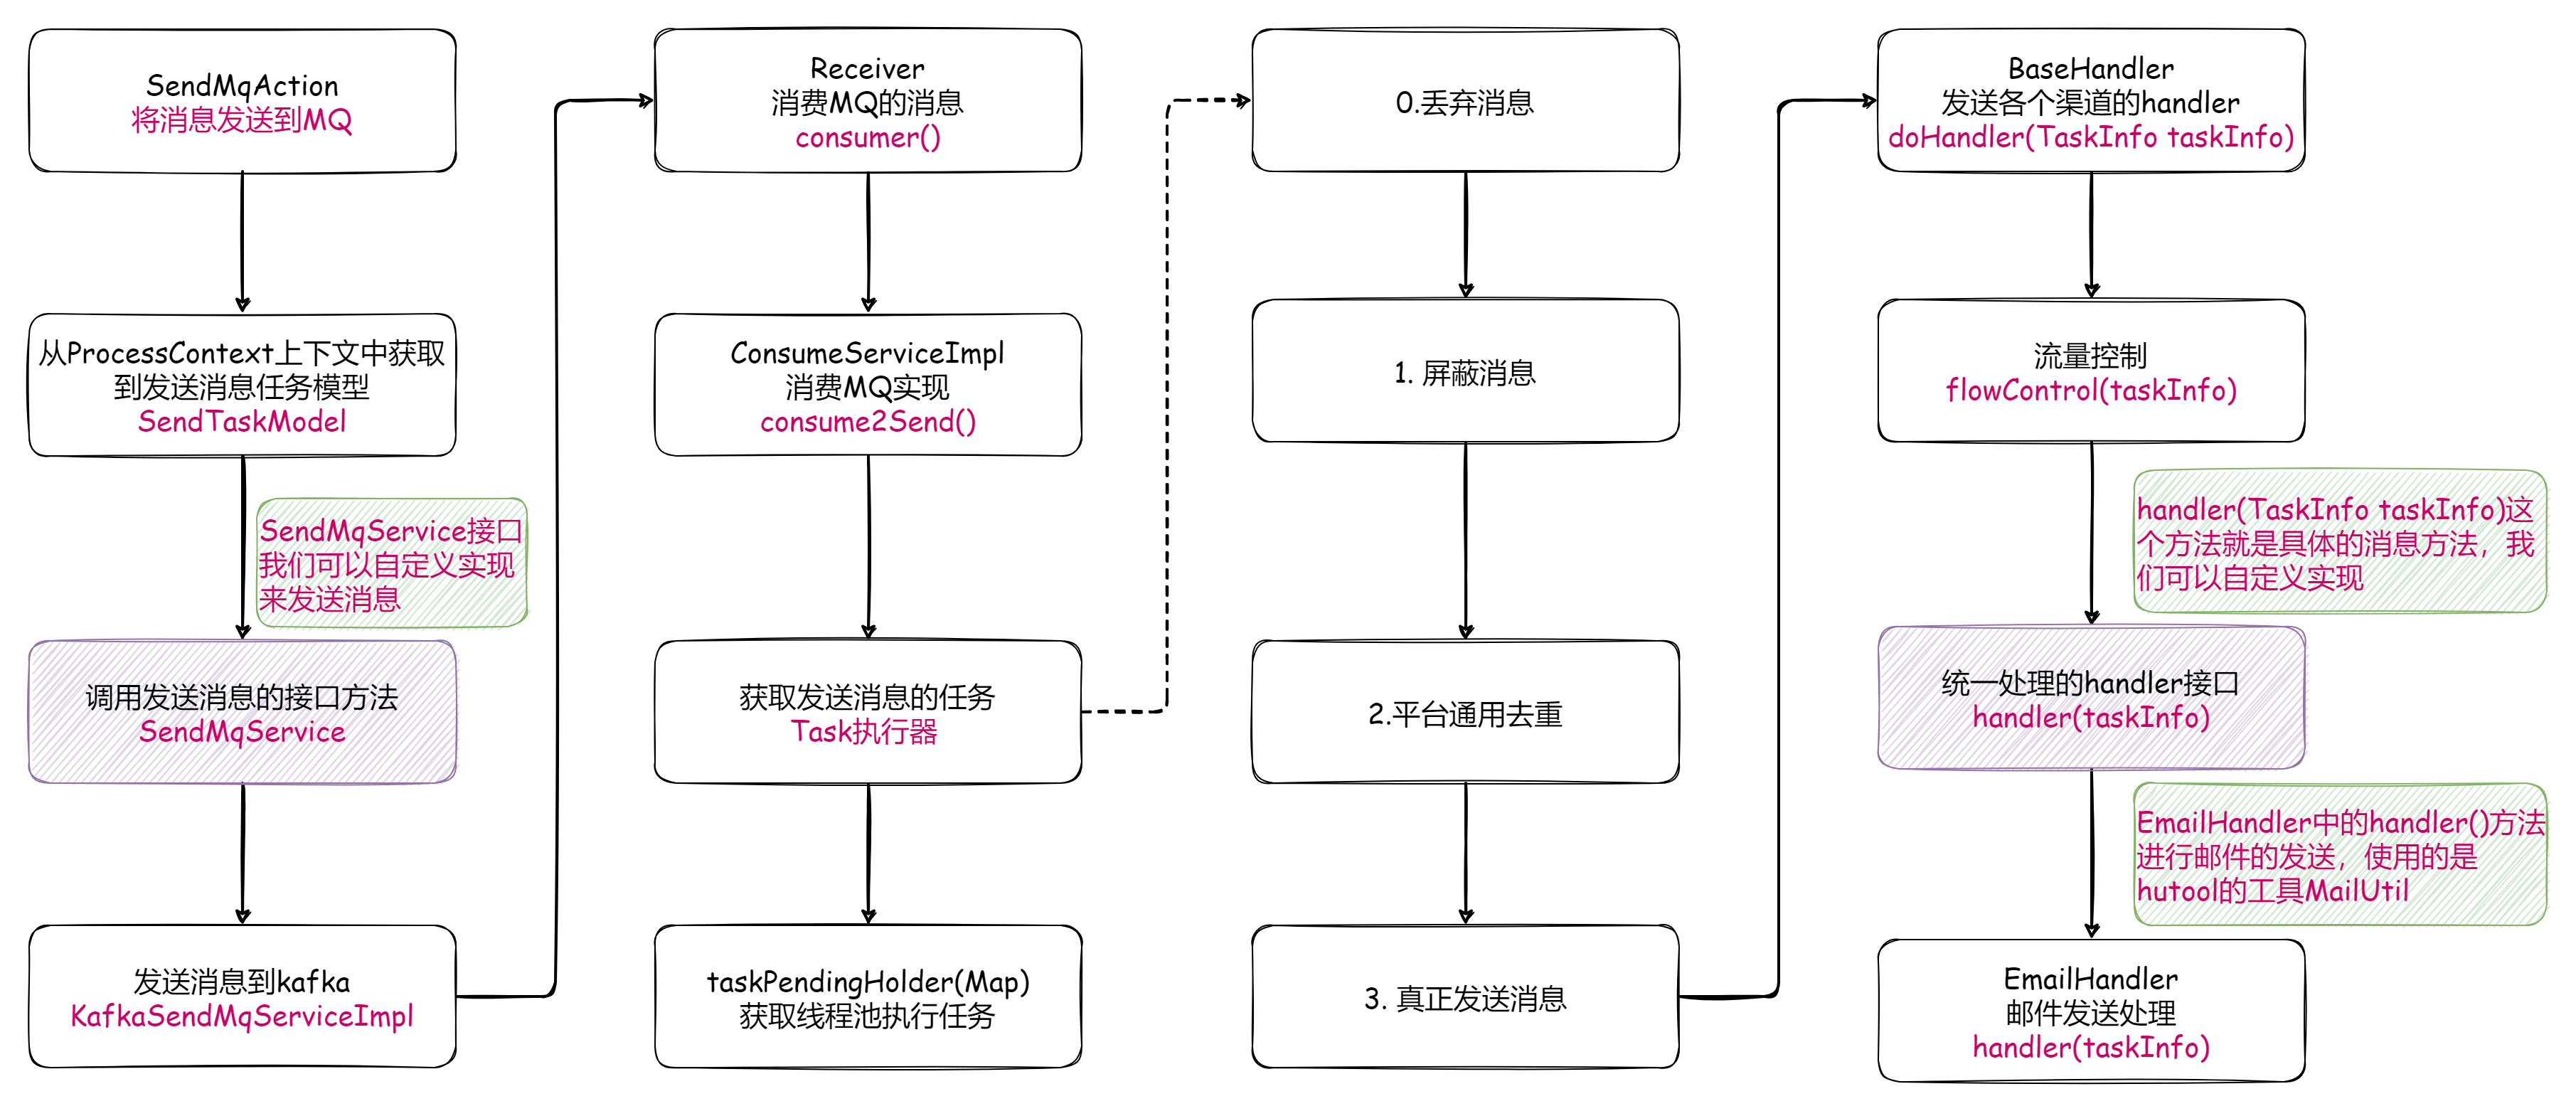 SendMqAction
将消息发送到MQ
从ProcessContext上下文中获取
到发送消息任务模型
SendTaskModel
SendMqService接口
我们可以自定义实现
来发送消息
调用发送消息的接口方法
SendMqService
发送消息到kafka
KafkaSendMqServiceImpl
Receiver
消费MQ的消息
consumer()
ConsumeServiceImpl
消费MQ实现
consume2Send()
获取发送消息的任务
Task执行器
taskPendingHolder(Map)
获取线程池执行任务
0.丢弃消息
1. 屏蔽消息
2.平台通用去重
3. 真正发送消息
BaseHandler
发送各个渠道的handler
doHandler(TaskInfo taskInfo)
流量控制
flowControl(taskInfo)
handler(TaskInfo taskInfo)这
个方法就是具体的消息方法，我
们可以自定义实现
统一处理的handler接口
handler(taskInfo)
EmailHandler中的handler()方法
进行邮件的发送，使用的是
hutool的工具MailUtil
EmailHandler
邮件发送处理
handler(taskInfo)